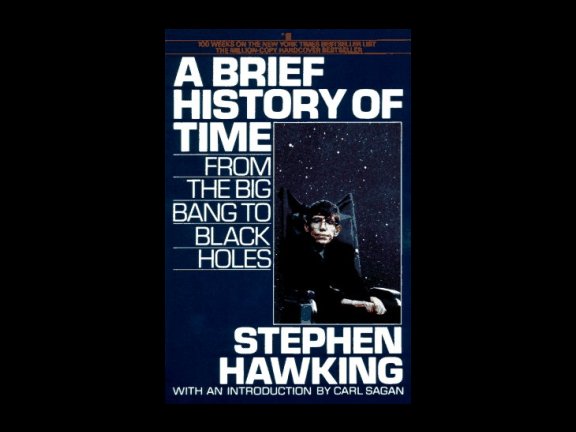 #1
100 WEEKS ON THE NEW YORK TIMES BESTSELLER LIST
THE MILLION-COPY HARDCOVER BESTSELLER
A BRIEF
HISTORY OF
TIME
FROM
THE BIG
BANG TO
BLACK
HOLES
STEPHEN
HAWKING
WITH AN INTRODUCTION BY CARL SAGAN